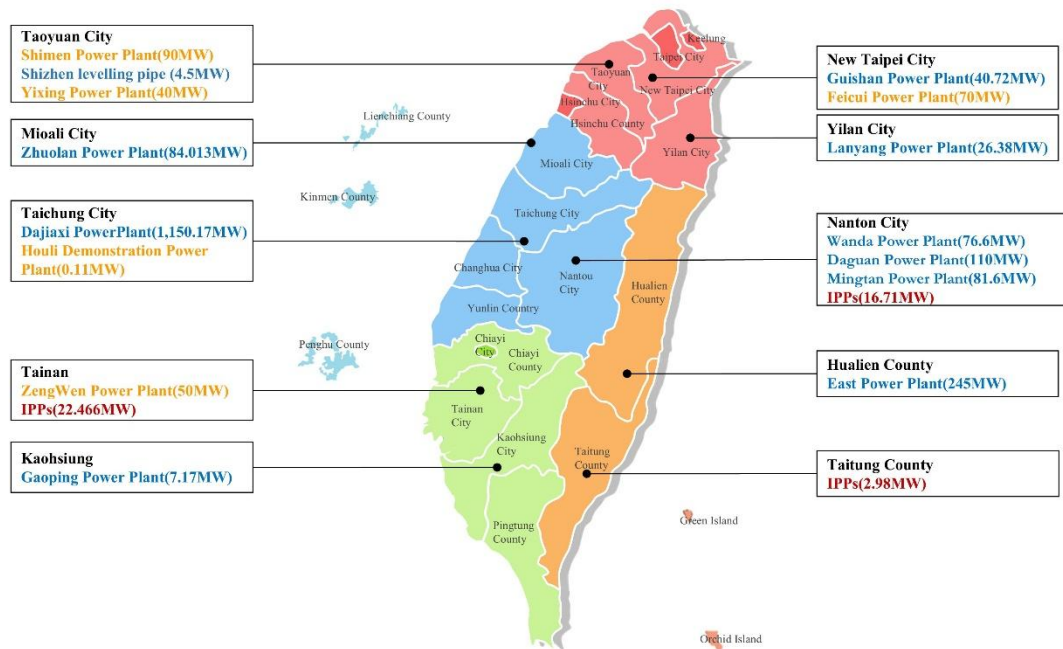 Taoyuan City
Shimen Power Plant(90MW)
Shizhen levelling pipe (4.5MW)
Yixing Power Plant(40MW)
Mioali City
Zhuolan Power Plant(84.013MW)
Taichung City
Dajiaxi PowerPlant(1,150.17MW)
Houli Demonstration Power
Plant(0.11MW)
Tainan
ZengWen Power Plant(50MW)
IPPs(22.466MW)
Kaohsiung
Gaoping Power Plant(7.17MW)
Lienchiang County
Kinmen County
Penghu County
Keelung
Taipei City
Taoyuan
City
New Taipei City
Hsinchu City
Hsinchu County
Yilan City
Mioali City
Taichung City
Changhua City
Nantou
City
Hualien
County
Yunlin Country
Chiayi
City
Chiayi
County
Tainan
City
Kaohsiung
City
Taitung
County
Pingtung
County
Green Island
Orchid Island
New Taipei City
Guishan Power Plant(40.72MW)
Feicui Power Plant(70MW)
Yilan City
Lanyang Power Plant(26.38MW)
Nanton City
Wanda Power Plant(76.6MW)
Daguan Power Plant(110MW)
Mingtan Power Plant(81.6MW)
IPPs(16.71MW)
Hualien County
East Power Plant(245MW)
Taitung County
IPPs(2.98MW)